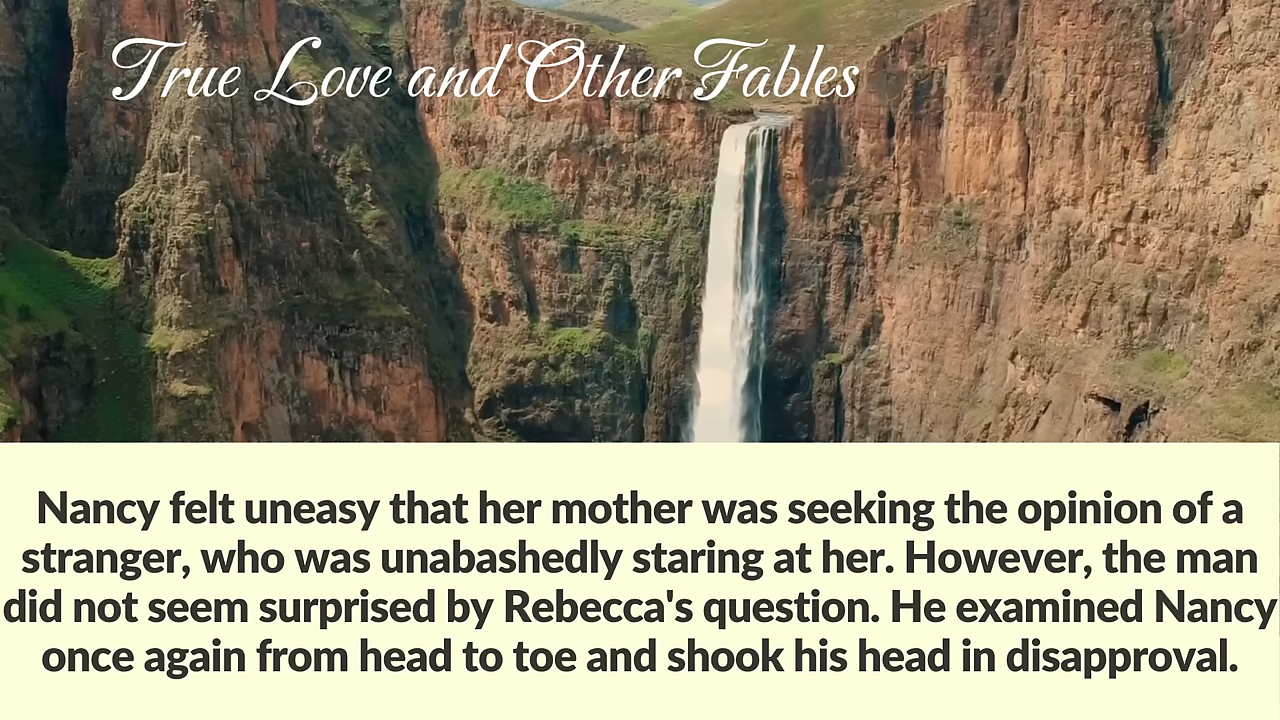 True Love and Other Fables
Nancy felt uneasy that her mother was seeking the opinion of a
stranger, who was unabashedly staring at her. However, the man
did not seem surprised by Rebecca's question. He examined Nancy
once again from head to toe and shook his head in disapproval.